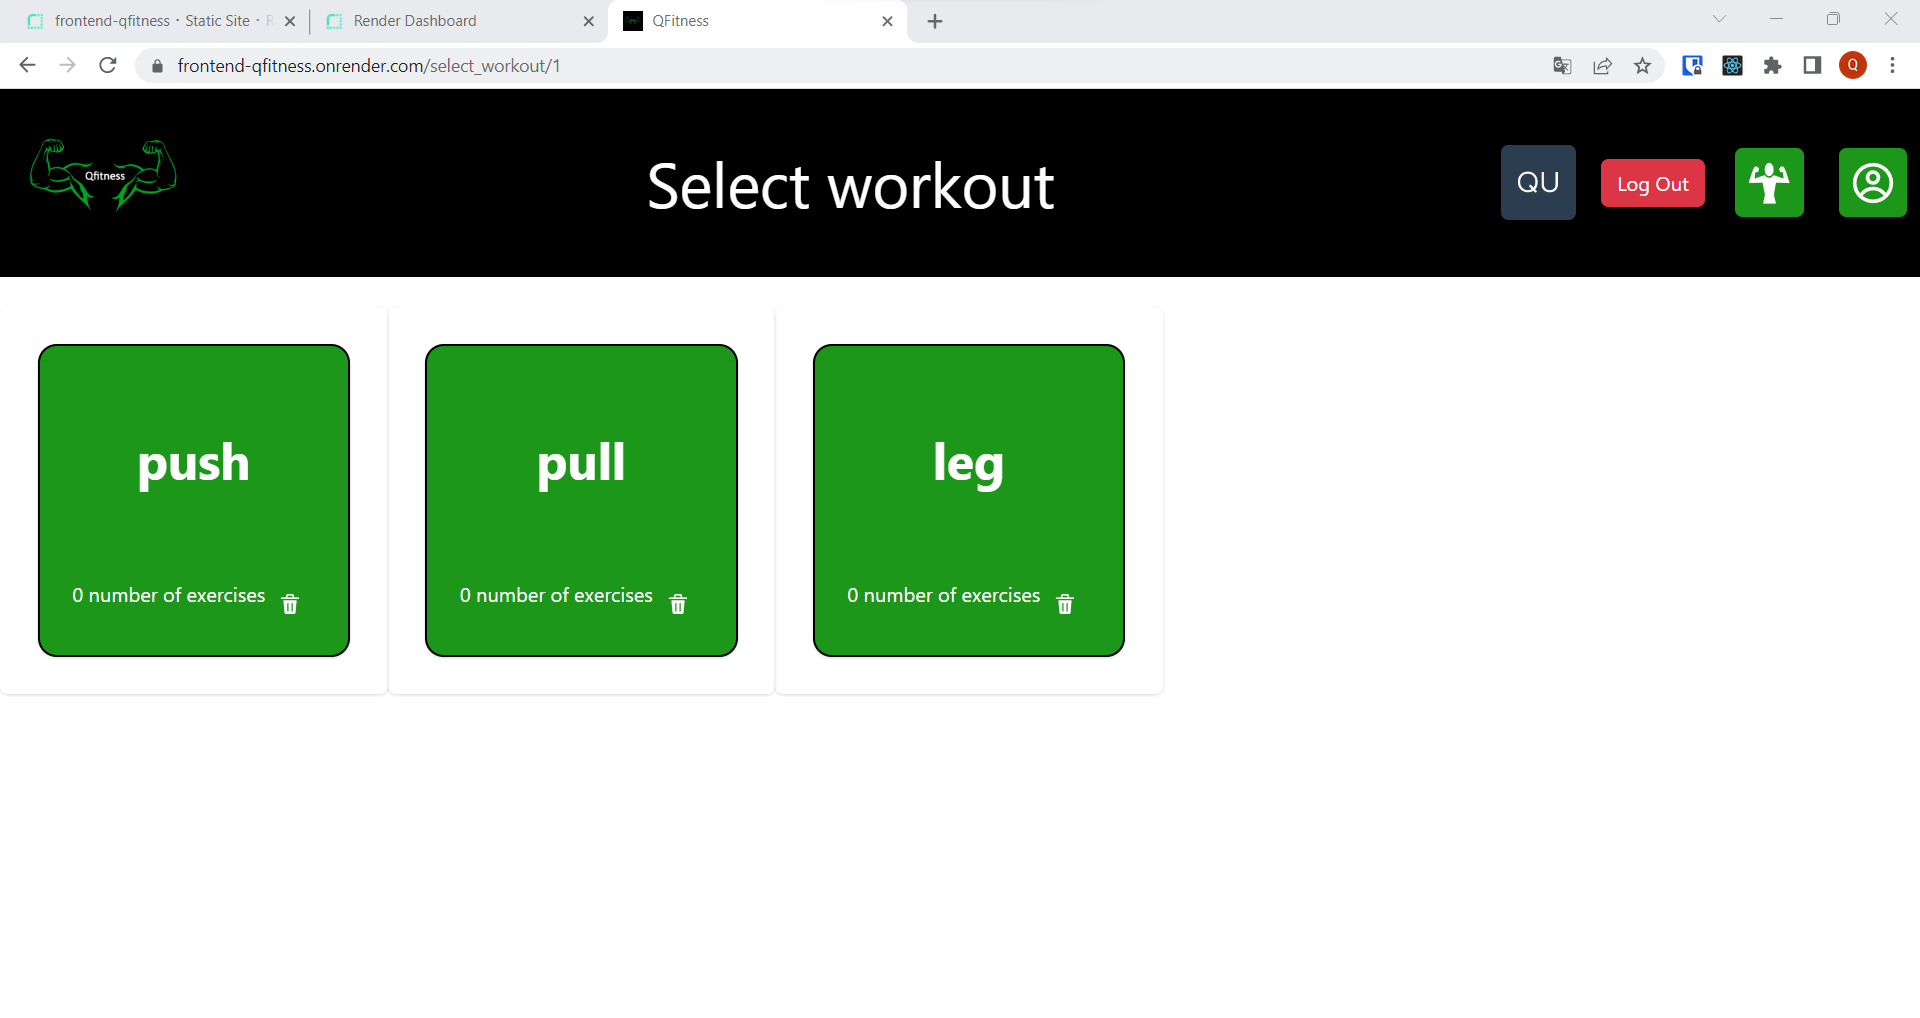 frontend-qfitness · Static Site · R
Render Dashboard
QFitness
frontend-qfitness.onrender.com/select_workout/1
Q
Qfitness
Select workout
QU
Log Out
push
pull
leg
0 number of exercises
0 number of exercises
0 number of exercises